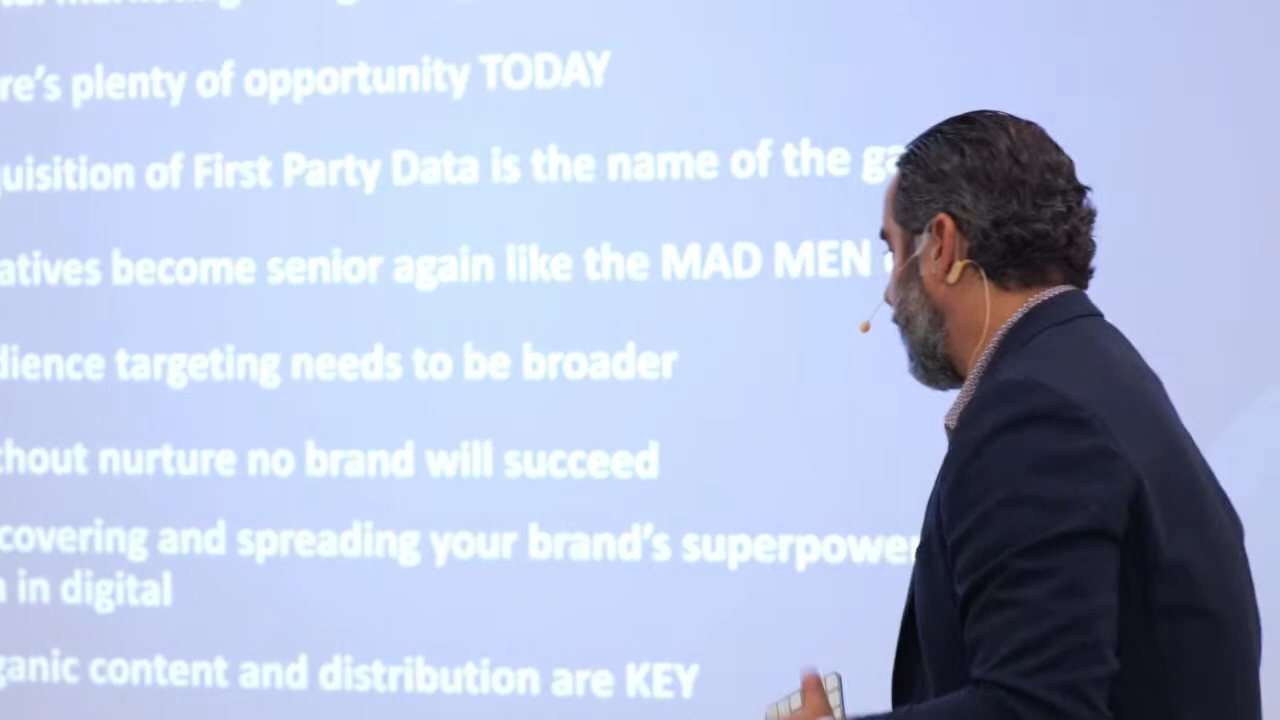 re's plenty of opportunity TODAY
uisition of First Party Data is the name of the ga
atives become senior again like the MAD MEN
dience targeting needs to be broader
thout nurture no brand will succeed
covering and spreading your brand's superpower
in digital
ganic content and distribution are KEY